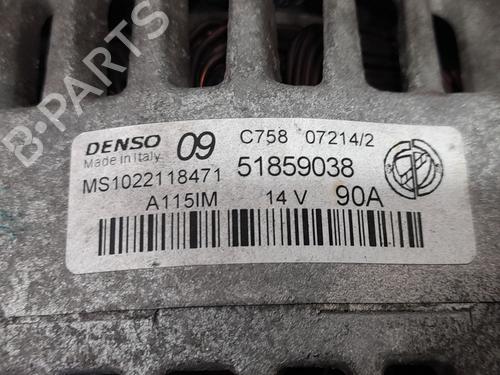 B-PARTS
DENSO 09 C758 07214/2
Made in Italy
MS1022118471 51859038
A115IM 14 V 90A